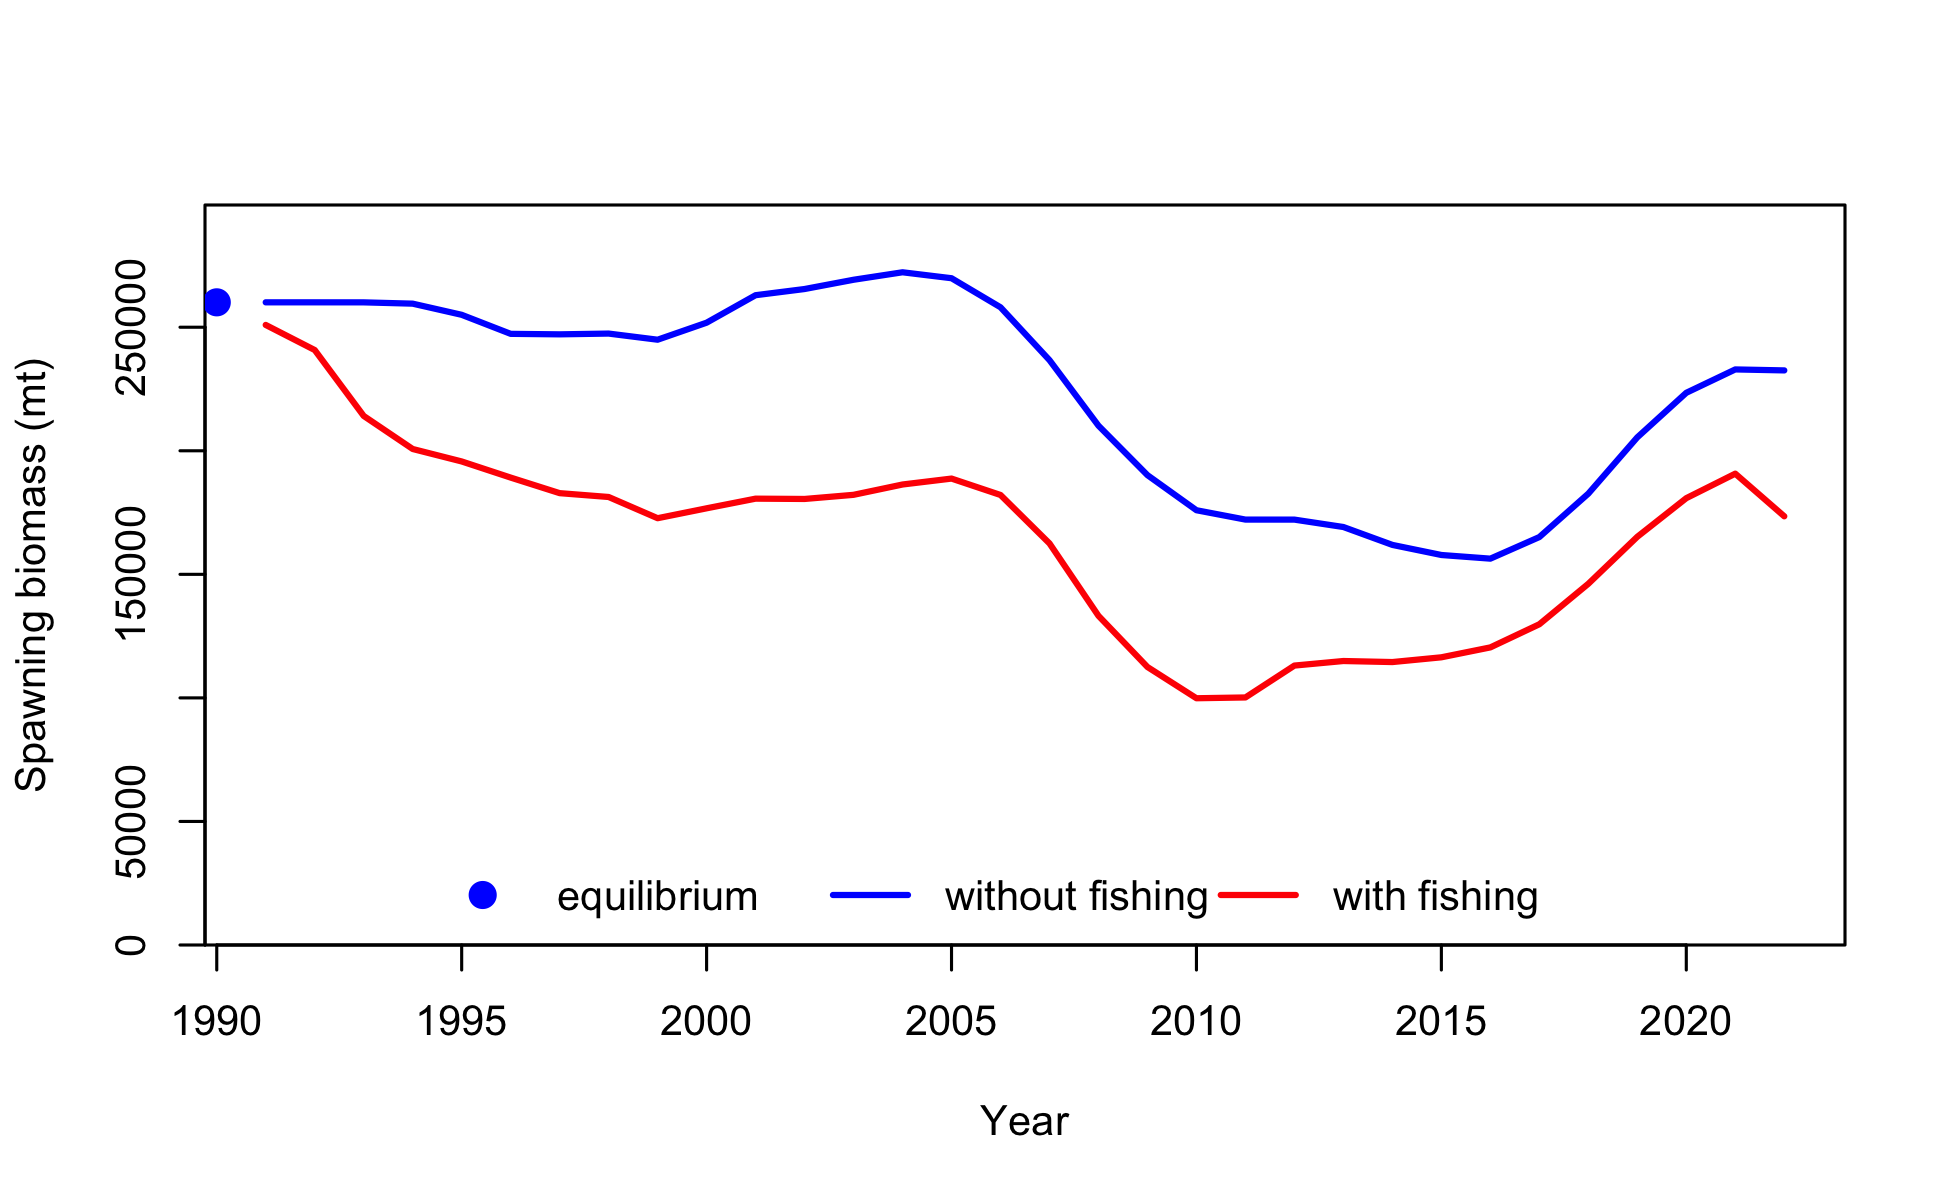 Spawning biomass (mt)
250000
150000
50000
0
equilibrium without fishing with fishing
1990 1995 2000 2005 2010 2015 2020
Year